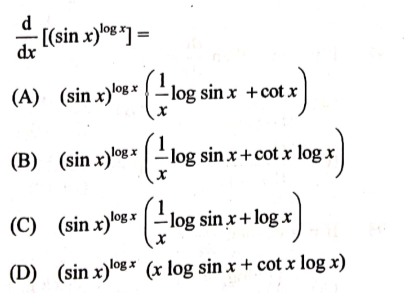 d/dx [(sin x)^{log x}] =
(A) (sin x)^{log x} (1/x log sin x + cot x)
(B) (sin x)^{log x} (1/x log sin x + cot x log x)
(C) (sin x)^{log x} (1/x log sin x + log x)
(D) (sin x)^{log x} (x log sin x + cot x log x)